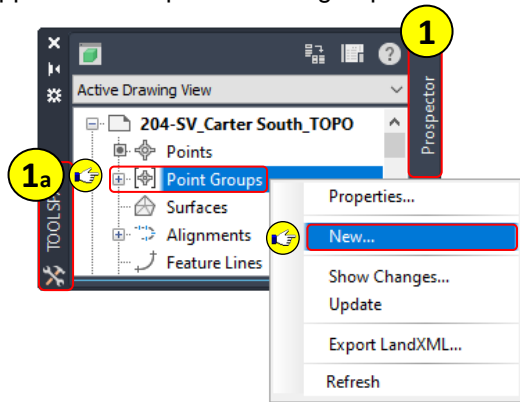 1
Active Drawing View
Prospector
204-SV_Carter South_TOPO
Points
1a
Point Groups
TOOLSP
Surfaces
Alignments
Feature Lines
Properties...
New...
Show Changes...
Update
Export LandXML...
Refresh